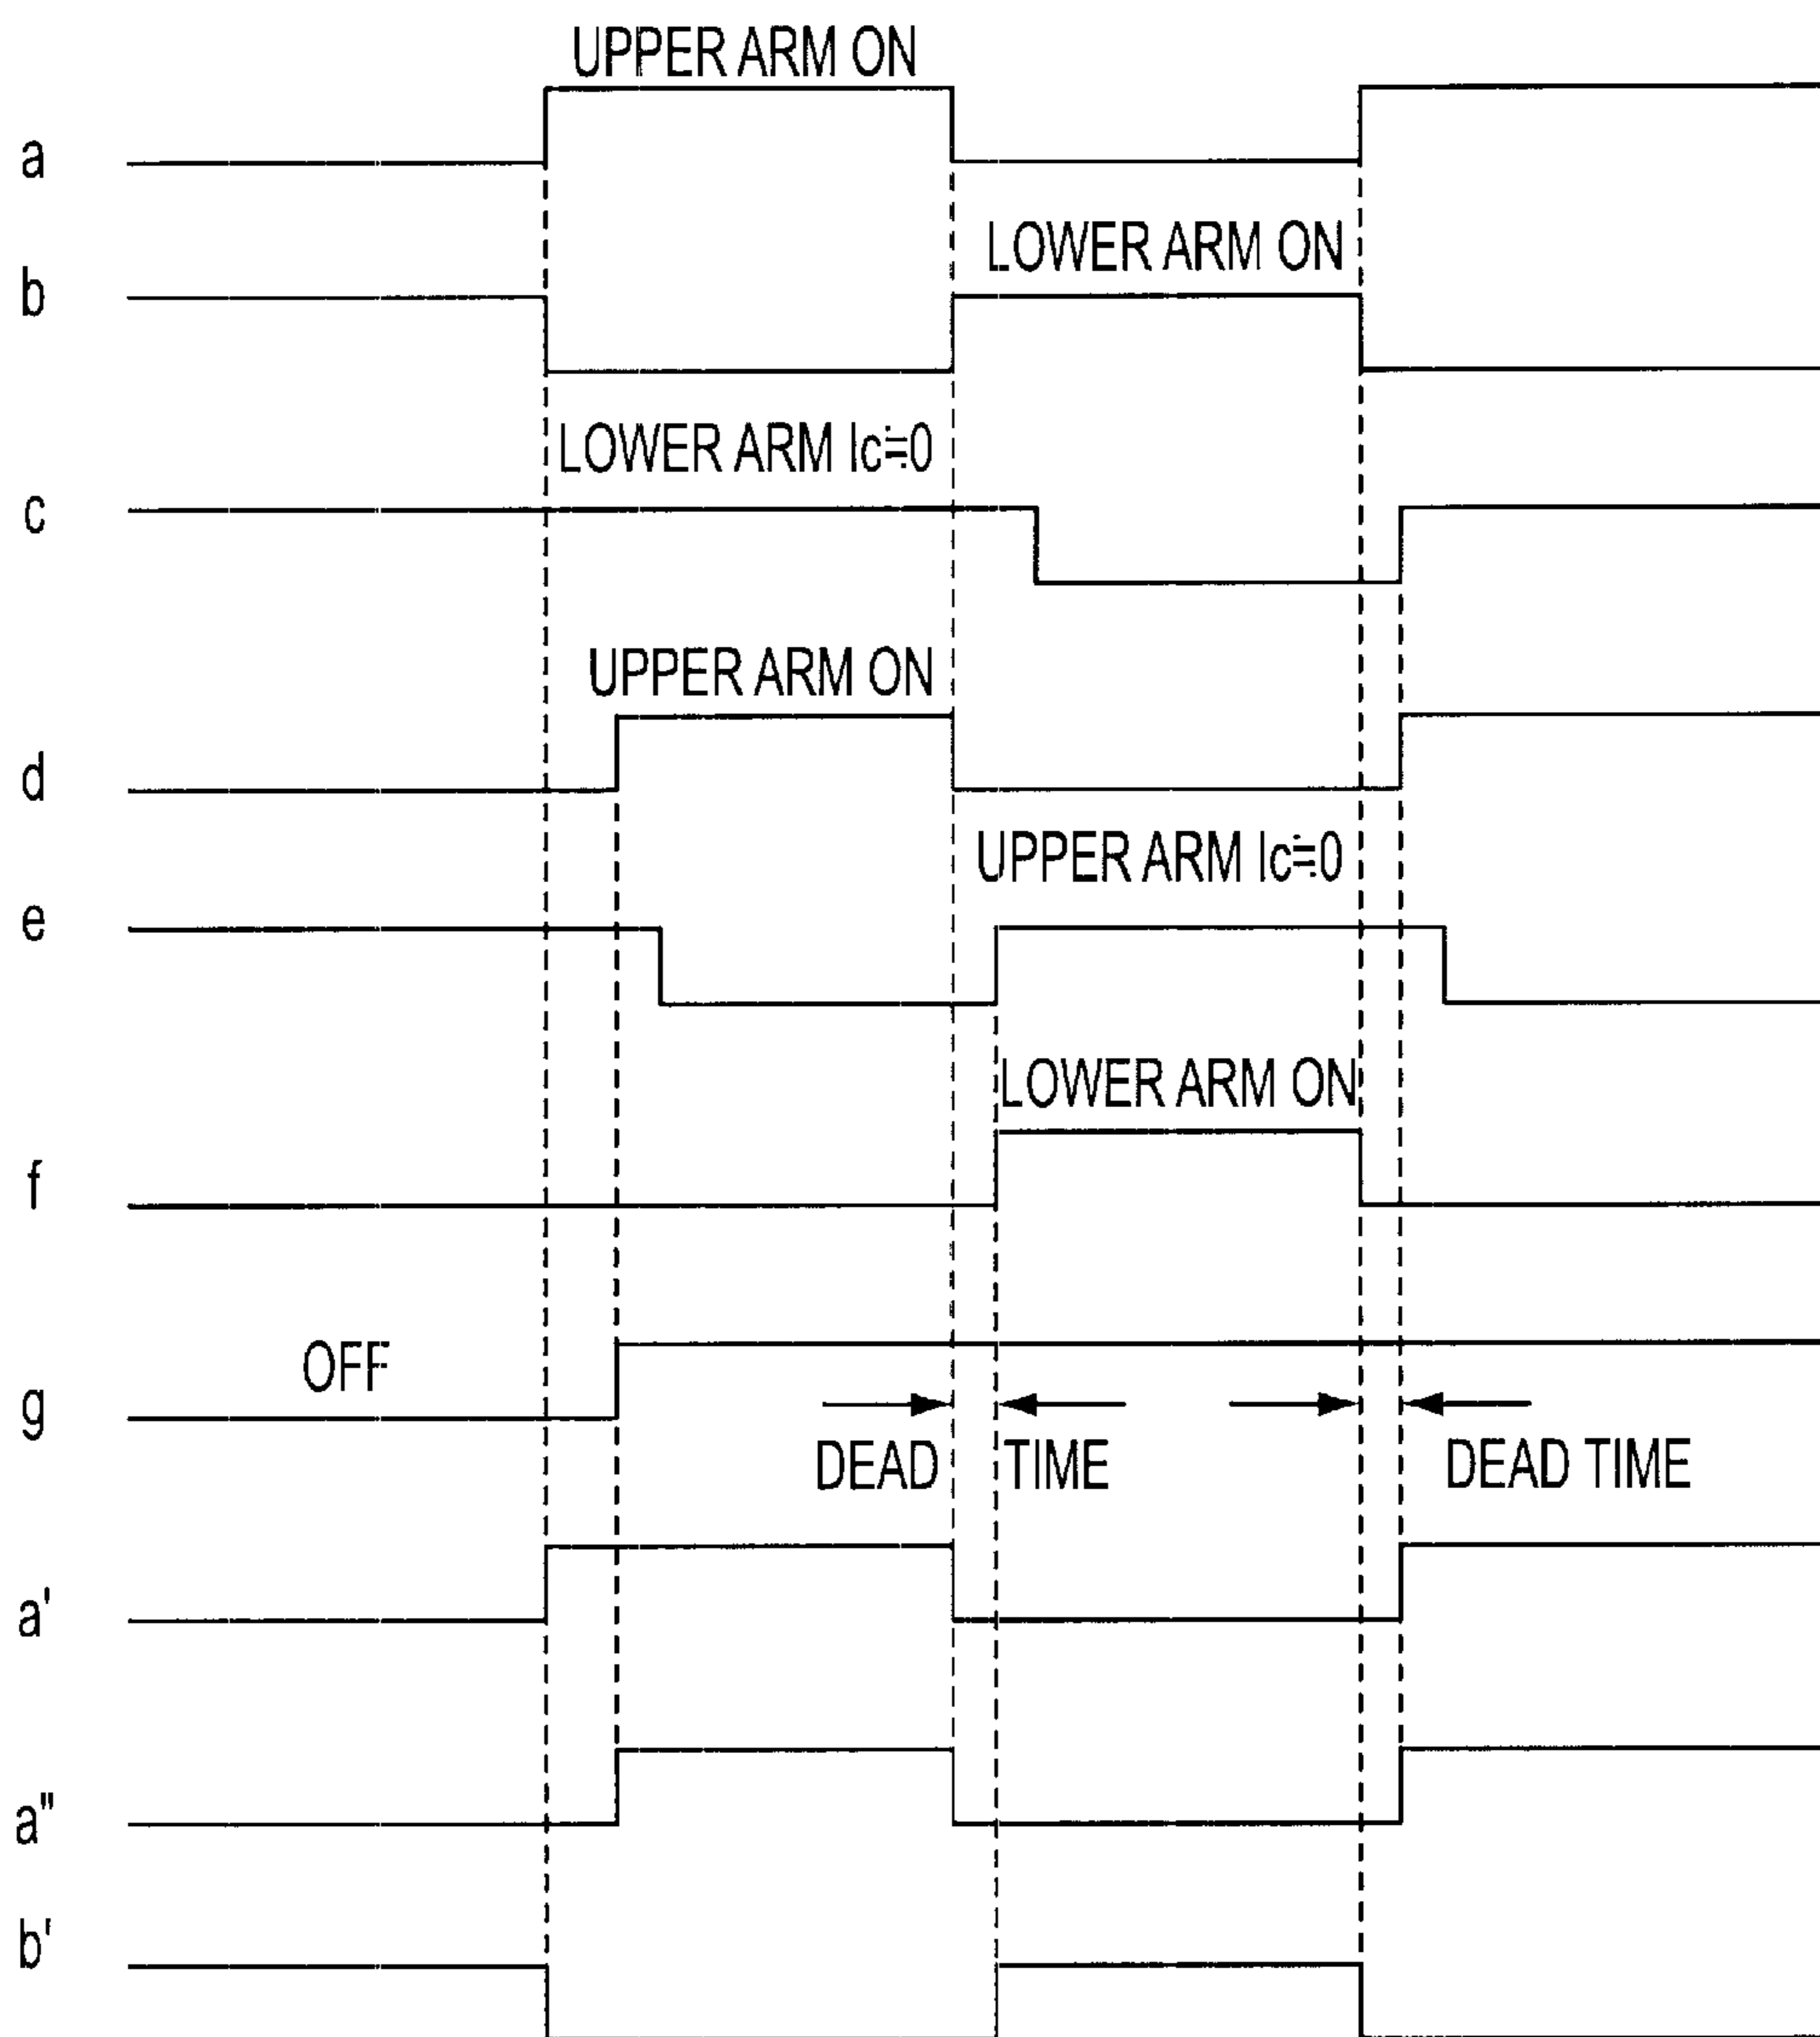 UPPER ARM ON
a
LOWER ARM ON
b
LOWER ARM Ic≒0
c
UPPER ARM ON
d
UPPER ARM Ic≒0
e
LOWER ARM ON
f
OFF
g
DEAD TIME
DEAD TIME
a'
a"
b'